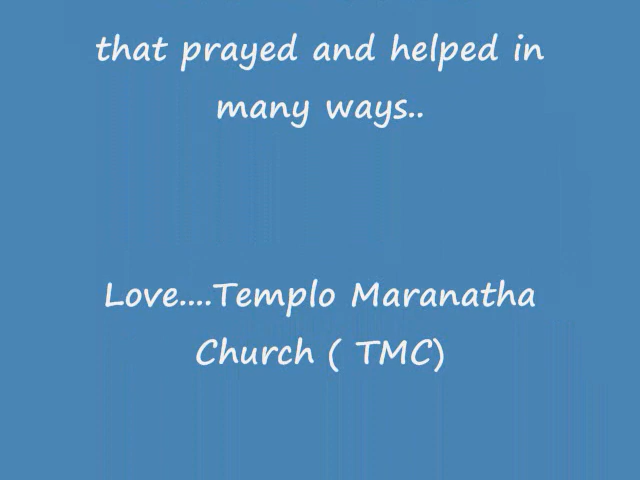 that prayed and helped in
many ways..
Love....Templo Maranatha
Church ( TMC)